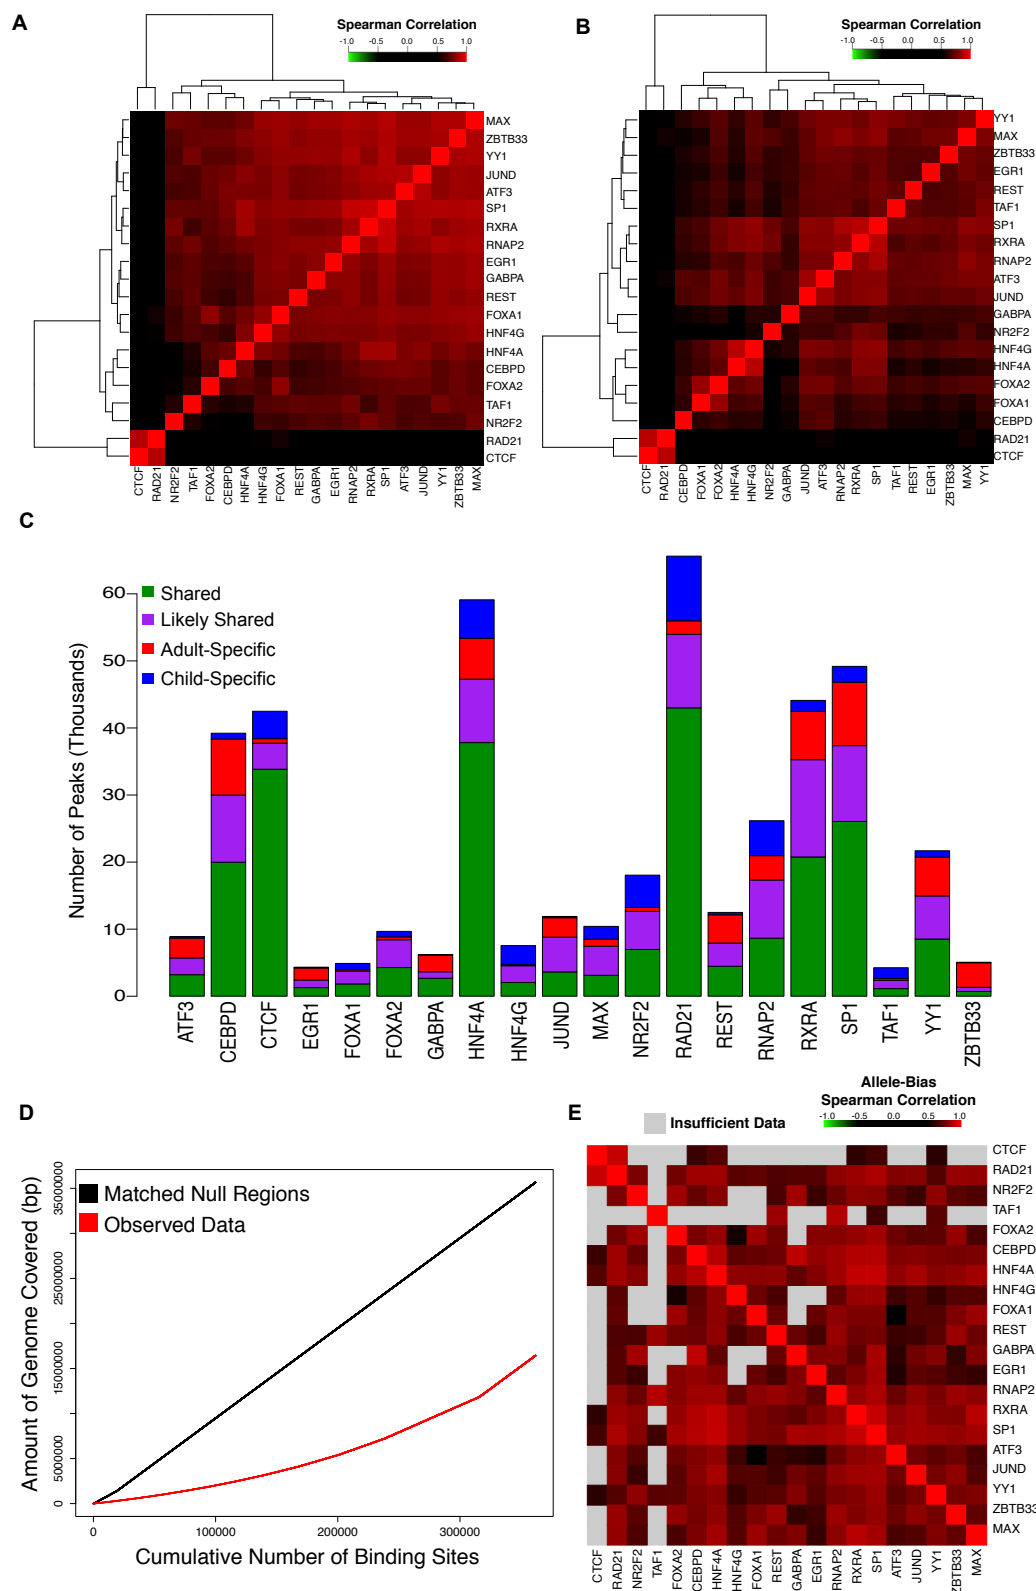 A
Spearman Correlation
-1.0 -0.5 0.0 0.5 1.0
MAX
ZBTB33
YY1
JUND
ATF3
SP1
RXRA
RNAP2
EGR1
GABPA
REST
FOXA1
HNF4G
HNF4A
CEBPD
FOXA2
TAF1
NR2F2
RAD21
CTCF
CTCF RAD21 NR2F2 TAF1 FOXA2 CEBPD HNF4A HNF4G FOXA1 REST GABPA EGR1 RNAP2 RXRA SP1 ATF3 JUND YY1 ZBTB33 MAX
B
Spearman Correlation
-1.0 -0.5 0.0 0.5 1.0
YY1
MAX
ZBTB33
EGR1
REST
TAF1
SP1
RXRA
RNAP2
ATF3
JUND
GABPA
NR2F2
HNF4G
HNF4A
FOXA2
FOXA1
CEBPD
RAD21
CTCF
CTCF RAD21 CEBPD FOXA1 FOXA2 HNF4A HNF4G NR2F2 GABPA JUND ATF3 RNAP2 RXRA SP1 TAF1 REST EGR1 ZBTB33 MAX YY1
C
Number of Peaks (Thousands)
60
50
40
30
20
10
0
Shared
Likely Shared
Adult-Specific
Child-Specific
ATF3 CEBPD CTCF EGR1 FOXA1 FOXA2 GABPA HNF4A HNF4G JUND MAX NR2F2 RAD21 REST RNAP2 RXRA SP1 TAF1 YY1 ZBTB33
D
Amount of Genome Covered (bp)
35000000
25000000
15000000
5000000
0
Matched Null Regions
Observed Data
0 100000 200000 300000
Cumulative Number of Binding Sites
E
Insufficient Data
Allele-Bias
Spearman Correlation
-1.0 -0.5 0.0 0.5 1.0
CTCF
RAD21
NR2F2
TAF1
FOXA2
CEBPD
HNF4A
HNF4G
FOXA1
REST
GABPA
EGR1
RNAP2
RXRA
SP1
ATF3
JUND
YY1
ZBTB33
MAX
CTCF RAD21 NR2F2 TAF1 FOXA2 CEBPD HNF4A HNF4G FOXA1 REST GABPA EGR1 RNAP2 RXRA SP1 ATF3 JUND YY1 ZBTB33 MAX